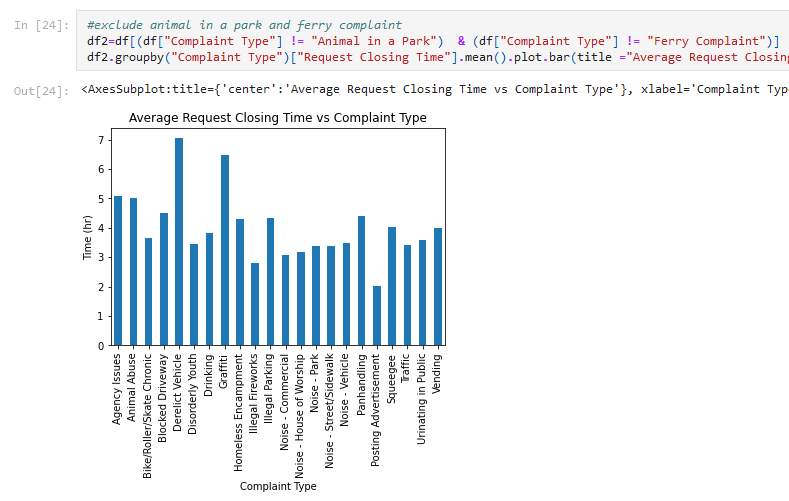 In [24]: #exclude animal in a park and ferry complaint
df2=df[(df["Complaint Type"] != "Animal in a Park")  & (df["Complaint Type"] != "Ferry Complaint")]
df2.groupby("Complaint Type")["Request Closing Time"].mean().plot.bar(title ="Average Request Closing
Out[24]: <AxesSubplot:title={'center':'Average Request Closing Time vs Complaint Type'}, xlabel='Complaint Typ
Average Request Closing Time vs Complaint Type
7
6
5
4
3
2
1
0
Time (hr)
Agency Issues
Animal Abuse
Bike/Roller/Skate Chronic
Blocked Driveway
Derelict Vehicle
Disorderly Youth
Drinking
Graffiti
Homeless Encampment
Illegal Fireworks
Illegal Parking
Noise - Commercial
Noise - House of Worship
Noise - Park
Noise - Street/Sidewalk
Noise - Vehicle
Panhandling
Posting Advertisement
Squeegee
Traffic
Urinating in Public
Vending
Complaint Type